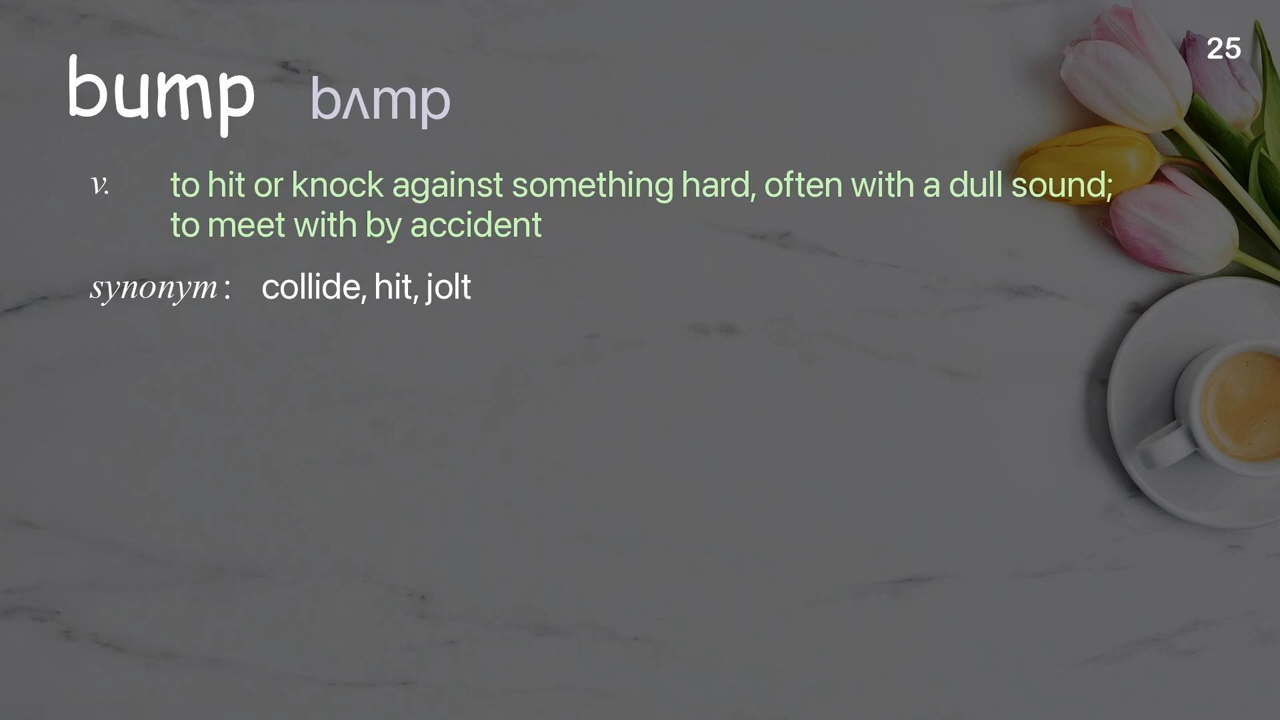 25
bump bʌmp
v. to hit or knock against something hard, often with a dull sound;
to meet with by accident
synonym: collide, hit, jolt